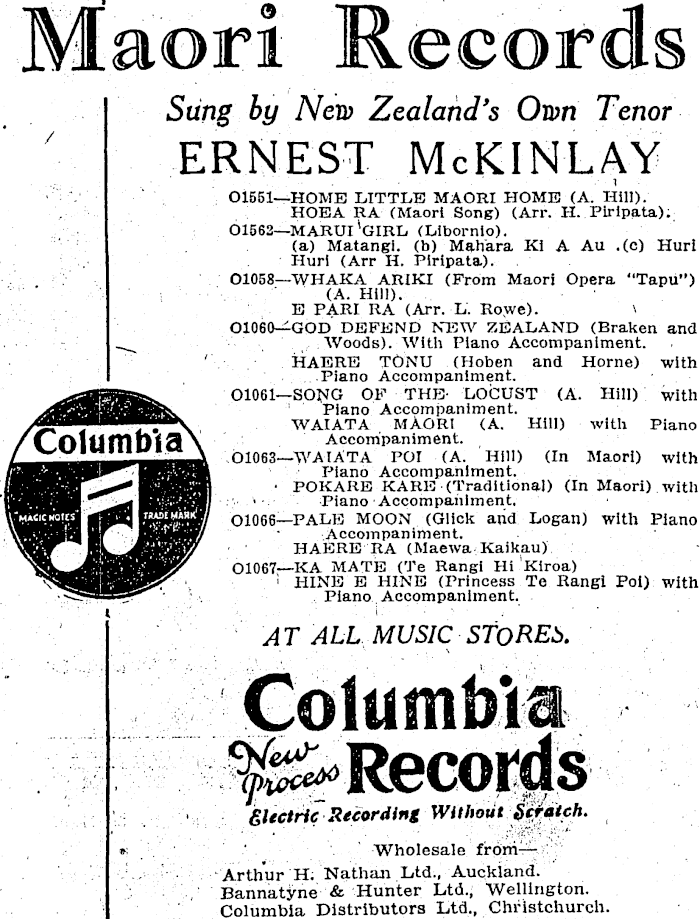 Maori Records
Sung by New Zealand's Own Tenor
ERNEST McKINLAY
O1551—HOME LITTLE MAORI HOME (A. Hill).
HOEA RA (Maori Song) (Arr. H. Piripata).
O1562—MARUI GIRL (Libornio).
(a) Matangi. (b) Mahara Ki A Au .(c) Huri
Huri (Arr H. Piripata).
O1058—WHAKA ARIKI (From Maori Opera "Tapu")
(A. Hill).
E PARI RA (Arr. L. Rowe).
O1060—GOD DEFEND NEW ZEALAND (Braken and
Woods). With Piano Accompaniment.
HAERE TONU (Hoben and Horne) with
Piano Accompaniment.
O1061—SONG OF THE LOCUST (A. Hill) with
Piano Accompaniment.
WAIATA MAORI (A. Hill) with Piano
Accompaniment.
O1063—WAIATA POI (A. Hill) (In Maori) with
Piano Accompaniment.
POKARE KARE (Traditional) (In Maori) with
Piano Accompaniment.
O1066—PALE MOON (Glick and Logan) with Piano
Accompaniment.
HAERE RA (Maewa Kaikau)
O1067—KA MATE (Te Rangi Hi Kiroa)
HINE E HINE (Princess Te Rangi Poi) with
Piano Accompaniment.
Columbia
MAGIC NOTES
TRADE MARK
AT ALL MUSIC STORES.
Columbia
New Process Records
Electric Recording Without Scratch.
Wholesale from—
Arthur H. Nathan Ltd., Auckland.
Bannatyne & Hunter Ltd., Wellington.
Columbia Distributors Ltd., Christchurch.